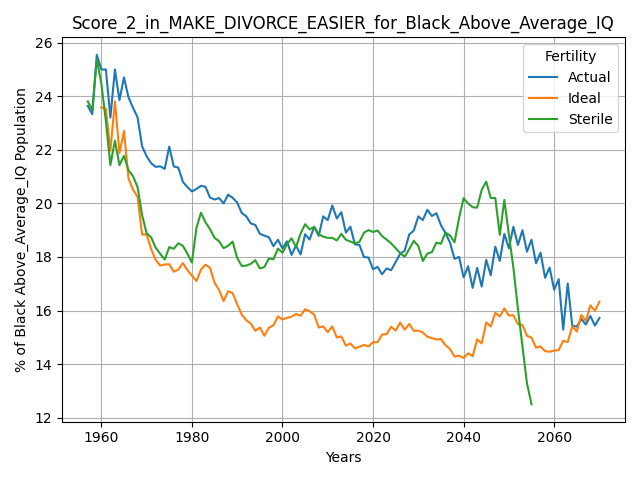 Score_2_in_MAKE_DIVORCE_EASIER_for_Black_Above_Average_IQ
Fertility
Actual
Ideal
Sterile
% of Black Above_Average_IQ Population
26
24
22
20
18
16
14
12
1960 1980 2000 2020 2040 2060
Years